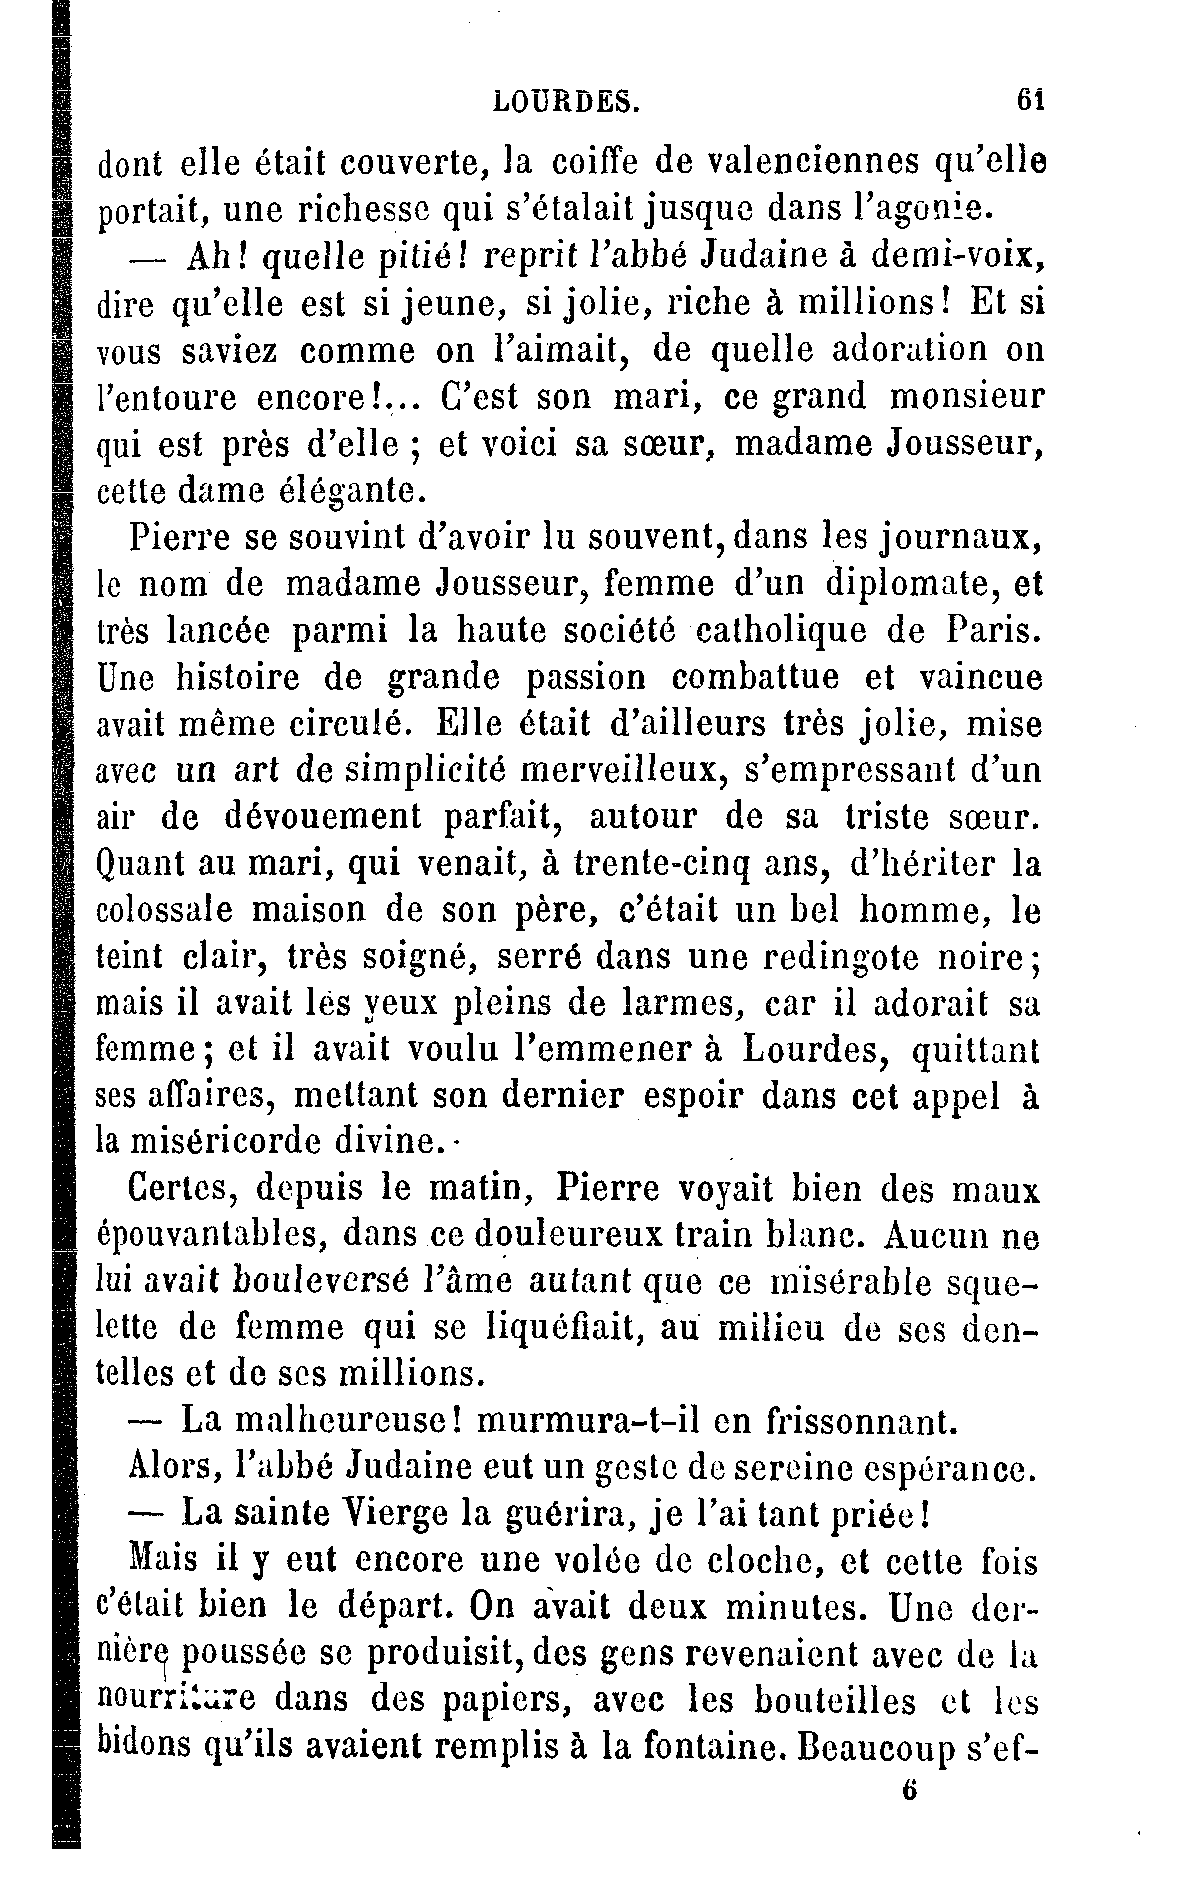 LOURDES. 61
dont elle était couverte, la coiffe de valenciennes qu'elle
portait, une richesse qui s'étalait jusque dans l'agonie.
— Ah! quelle pitié! reprit l'abbé Judaine à demi-voix,
dire qu'elle est si jeune, si jolie, riche à millions! Et si
vous saviez comme on l'aimait, de quelle adoration on
l'entoure encore!... C'est son mari, ce grand monsieur
qui est près d'elle ; et voici sa sœur, madame Jousseur,
cette dame élégante.
Pierre se souvint d'avoir lu souvent, dans les journaux,
le nom de madame Jousseur, femme d'un diplomate, et
très lancée parmi la haute société catholique de Paris.
Une histoire de grande passion combattue et vaincue
avait même circulé. Elle était d'ailleurs très jolie, mise
avec un art de simplicité merveilleux, s'empressant d'un
air de dévouement parfait, autour de sa triste sœur.
Quant au mari, qui venait, à trente-cinq ans, d'hériter la
colossale maison de son père, c'était un bel homme, le
teint clair, très soigné, serré dans une redingote noire;
mais il avait les yeux pleins de larmes, car il adorait sa
femme; et il avait voulu l'emmener à Lourdes, quittant
ses affaires, mettant son dernier espoir dans cet appel à
la miséricorde divine.
Certes, depuis le matin, Pierre voyait bien des maux
épouvantables, dans ce douleureux train blanc. Aucun ne
lui avait bouleversé l'âme autant que ce misérable sque-
lette de femme qui se liquéfiait, au milieu de ses den-
telles et de ses millions.
— La malheureuse! murmura-t-il en frissonnant.
Alors, l'abbé Judaine eut un geste de sereine espérance.
— La sainte Vierge la guérira, je l'ai tant priée!
Mais il y eut encore une volée de cloche, et cette fois
c'était bien le départ. On avait deux minutes. Une der-
nière poussée se produisit, des gens revenaient avec de la
nourriture dans des papiers, avec les bouteilles et les
bidons qu'ils avaient remplis à la fontaine. Beaucoup s'ef-
6